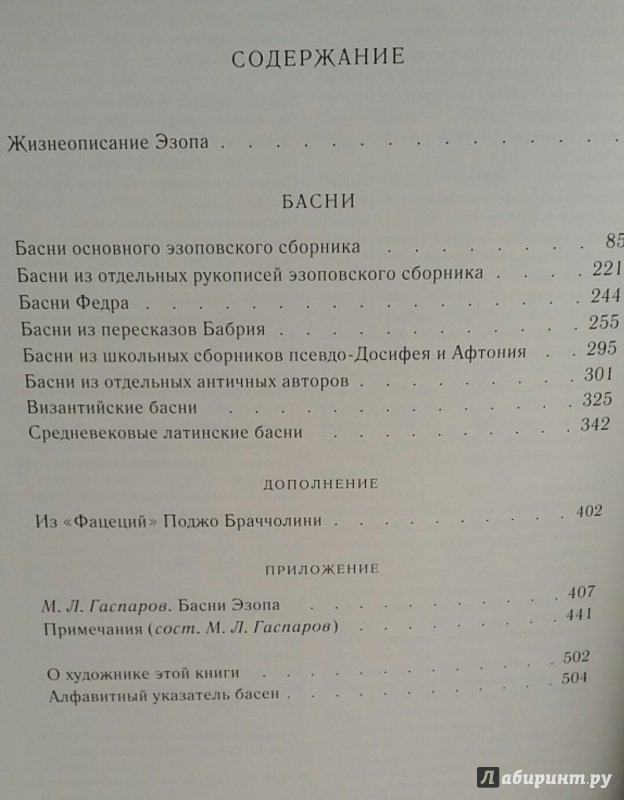 СОДЕРЖАНИЕ
Жизнеописание Эзопа . . . . . . . . . . . . . . .
БАСНИ
Басни основного эзоповского сборника . . . . . . . . 85
Басни из отдельных рукописей эзоповского сборника . . . . 221
Басни Федра . . . . . . . . . . . . . . . . 244
Басни из пересказов Бабрия . . . . . . . . . . . 255
Басни из школьных сборников псевдо-Досифея и Афтония . . 295
Басни из отдельных античных авторов . . . . . . . . 301
Византийские басни . . . . . . . . . . . . . 325
Средневековые латинские басни . . . . . . . . . 342
ДОПОЛНЕНИЕ
Из «Фацеций» Поджо Браччолини . . . . . . . . . 402
ПРИЛОЖЕНИЕ
М. Л. Гаспаров. Басни Эзопа . . . . . . . . . . 407
Примечания (сост. М. Л. Гаспаров) . . . . . . . . 441
О художнике этой книги . . . . . . . . . . . 502
Алфавитный указатель басен . . . . . . . . . . 504
Л Лабиринт.ру